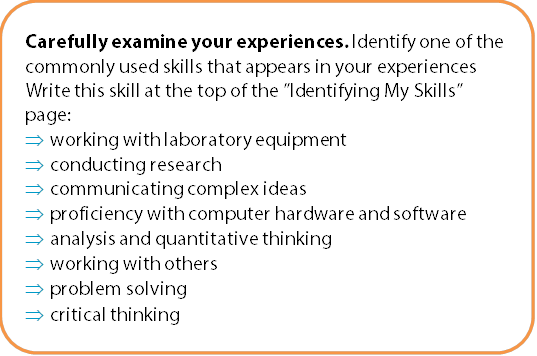 Carefully examine your experiences. Identify one of the
commonly used skills that appears in your experiences
Write this skill at the top of the "Identifying My Skills"
page:
⇒ working with laboratory equipment
⇒ conducting research
⇒ communicating complex ideas
⇒ proficiency with computer hardware and software
⇒ analysis and quantitative thinking
⇒ working with others
⇒ problem solving
⇒ critical thinking